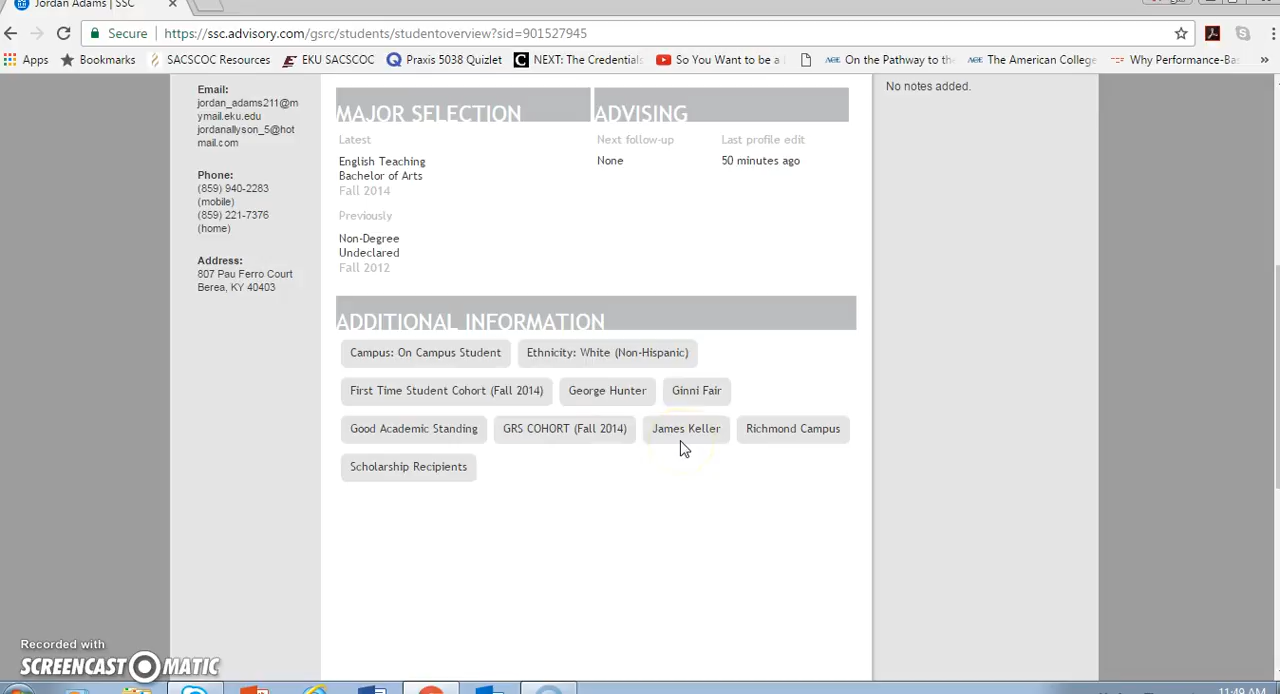 Jordan Adams | SSC
Secure | https://ssc.advisory.com/gsrc/students/studentoverview?sid=901527945
Apps Bookmarks SACSCOC Resources EKU SACSCOC Praxis 5038 Quizlet NEXT: The Credentials So You Want to be a On the Pathway to the The American College Why Performance-Ba »
Email:
jordan_adams211@m
ymail.eku.edu
jordanallyson_5@hot
mail.com
Phone:
(859) 940-2283
(mobile)
(859) 221-7376
(home)
Address:
807 Pau Ferro Court
Berea, KY 40403
MAJOR SELECTION
Latest
English Teaching
Bachelor of Arts
Fall 2014
Previously
Non-Degree
Undeclared
Fall 2012
ADVISING
Next follow-up Last profile edit
None 50 minutes ago
ADDITIONAL INFORMATION
Campus: On Campus Student Ethnicity: White (Non-Hispanic)
First Time Student Cohort (Fall 2014) George Hunter Ginni Fair
Good Academic Standing GRS COHORT (Fall 2014) James Keller Richmond Campus
Scholarship Recipients
No notes added.
Recorded with
SCREENCAST MATIC
11:49 AM